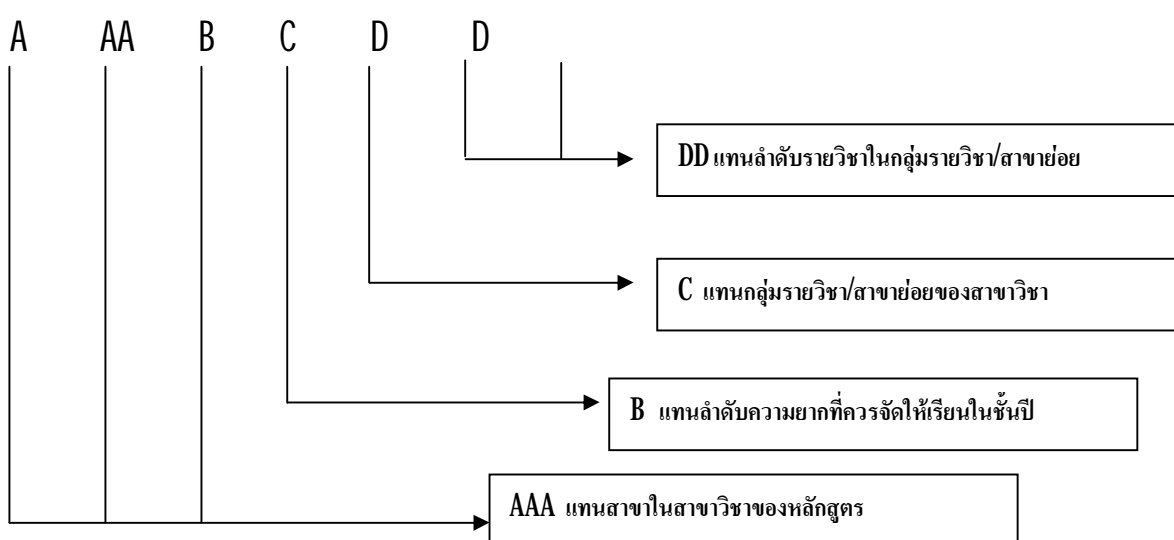 A AA B C D D
DD แทนลำดับรายวิชาในกลุ่มรายวิชา/สาขาย่อย
C แทนกลุ่มรายวิชา/สาขาย่อยของสาขาวิชา
B แทนลำดับความยากที่ควรจัดให้เรียนในชั้นปี
AAA แทนสาขาในสาขาวิชาของหลักสูตร